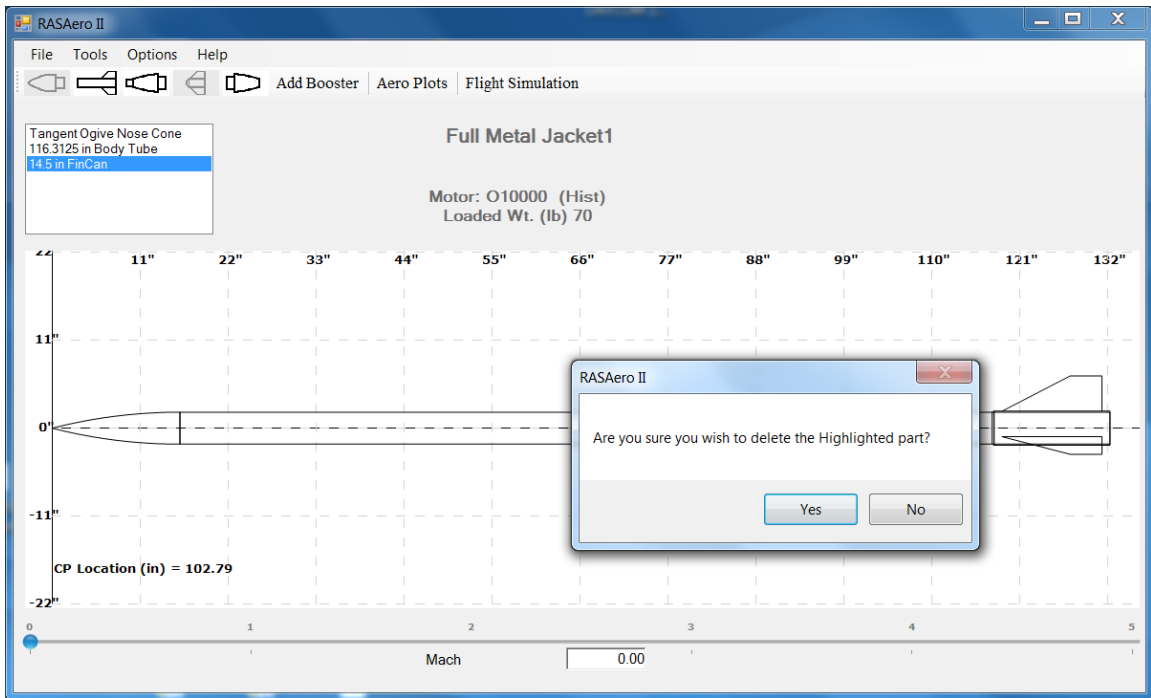 RASAero II
File Tools Options Help
Add Booster Aero Plots Flight Simulation
Tangent Ogive Nose Cone
116.3125 in Body Tube
14.5 in FinCan
Full Metal Jacket1
Motor: O10000 (Hist)
Loaded Wt. (lb) 70
22
11" 22" 33" 44" 55" 66" 77" 88" 99" 110" 121" 132"
11"
RASAero II
X
0"
Are you sure you wish to delete the Highlighted part?
Yes No
-11"
CP Location (in) = 102.79
-22"
0 1 2 3 4 5
Mach 0.00